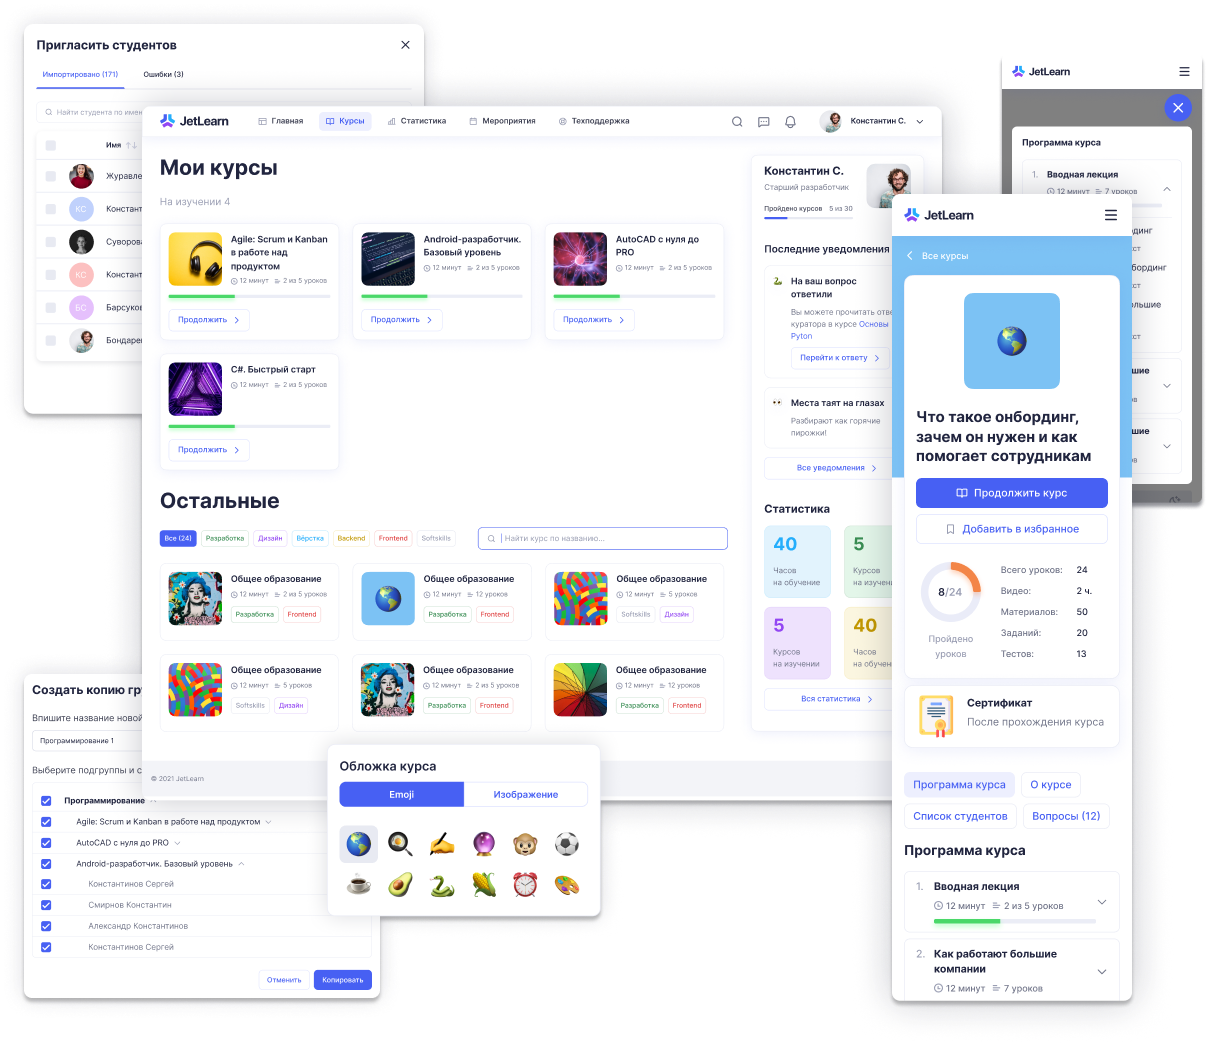 Пригласить студентов
Импортировано (171)
Ошибки (3)
Найти студента по имен
Имя
Журавле
КС
Констант
Суворова
КС
Констант
БС
Барсуков
Бондарен
JetLearn
Главная
Курсы
Статистика
Мероприятия
Техподдержка
Константин С.
Мои курсы
На изучении 4
Agile: Scrum и Kanban
в работе над
продуктом
12 минут
2 из 5 уроков
Продолжить
Android-разработчик.
Базовый уровень
12 минут
2 из 5 уроков
Продолжить
AutoCAD с нуля до
PRO
12 минут
2 из 5 уроков
Продолжить
C#. Быстрый старт
12 минут
2 из 5 уроков
Продолжить
Остальные
Все (24)
Разработка
Дизайн
Вёрстка
Backend
Frontend
Softskills
Найти курс по названию...
Общее образование
12 минут
2 из 5 уроков
Разработка
Frontend
Общее образование
12 минут
12 уроков
Разработка
Frontend
Общее образование
12 минут
5 уроков
Softskills
Дизайн
Общее образование
12 минут
5 уроков
Softskills
Дизайн
Общее образование
12 минут
2 из 5 уроков
Разработка
Frontend
Общее образование
12 минут
12 уроков
Разработка
Frontend
© 2021 JetLearn
Константин С.
Старший разработчик
Пройдено курсов
5 из 30
Последние уведомления
На ваш вопрос
ответили
Вы можете прочитать отве
куратора в курсе Основы
Pyton
Перейти к ответу
Места таят на глазах
Разбирают как горячие
пирожки!
Все уведомления
Статистика
40
Часов
на обучение
5
Курсов
на изучени
5
Курсов
на изучении
40
Часов
на обучен
Вся статистика
Создать копию гру
Впишите название новой
Программирование 1
Выберите подгруппы и с
Программирование
Agile: Scrum и Kanban в работе над продуктом
AutoCAD с нуля до PRO
Android-разработчик. Базовый уровень
Константинов Сергей
Смирнов Константин
Александр Константинов
Константинов Сергей
Отменить
Копировать
Обложка курса
Emoji
Изображение
JetLearn
Программа курса
1.
Вводная лекция
12 минут
7 уроков
рдинг
кст
нбординг
кст
ольшие
кст
шие
ов
шие
ов
JetLearn
Все курсы
Что такое онбординг,
зачем он нужен и как
помогает сотрудникам
Продолжить курс
Добавить в избранное
8/24
Пройдено
уроков
Всего уроков: 24
Видео: 2 ч.
Материалов: 50
Заданий: 20
Тестов: 13
Сертификат
После прохождения курса
Программа курса
О курсе
Список студентов
Вопросы (12)
Программа курса
1.
Вводная лекция
12 минут
2 из 5 уроков
2.
Как работают большие
компании
12 минут
7 уроков